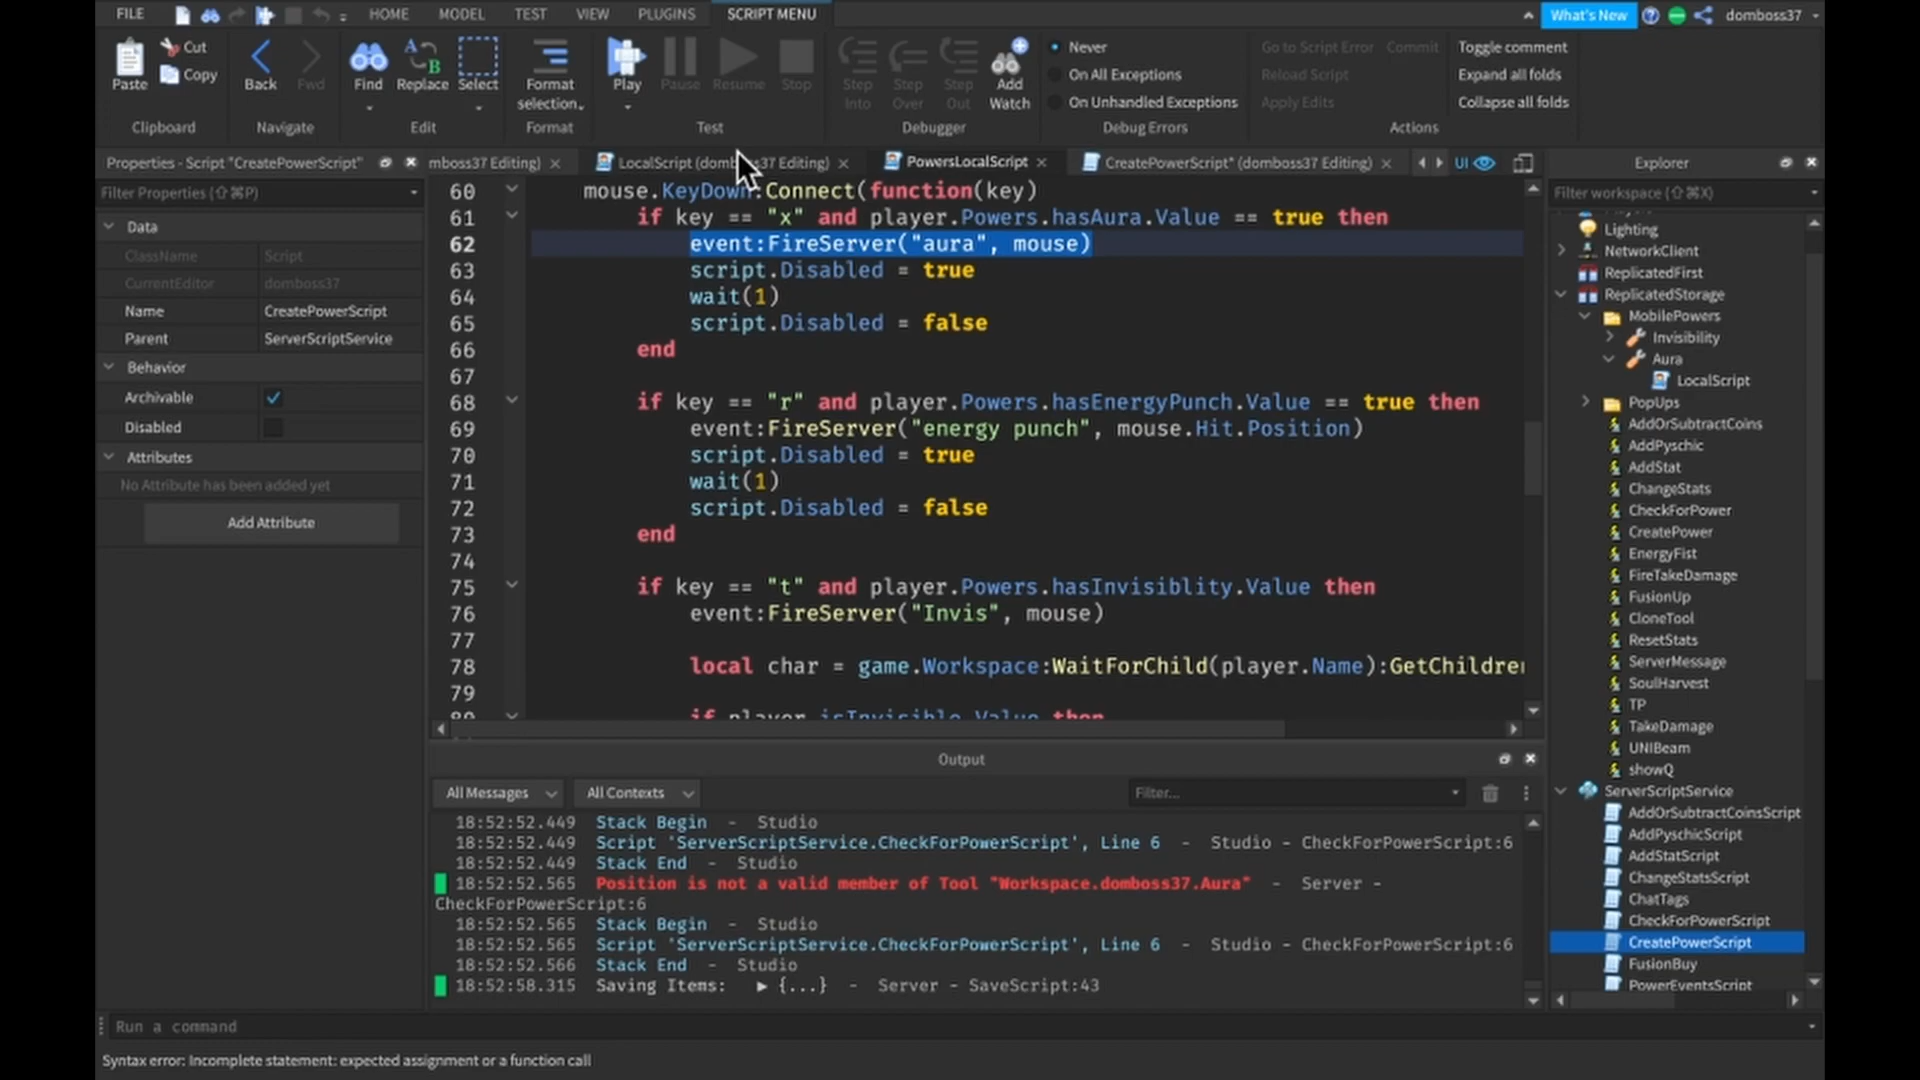 FILE HOME MODEL TEST VIEW PLUGINS SCRIPT MENU What's New domboss37
Paste Cut Copy Back Fwd Find Replace Select Format selection Play Pause Resume Stop Step Into Step Over Step Out Add Watch
Never
On All Exceptions
On Unhandled Exceptions
Go to Script Error Commit
Reload Script
Apply Edits
Toggle comment
Expand all folds
Collapse all folds
Clipboard Navigate Edit Format Test Debugger Debug Errors Actions
Properties - Script "CreatePowerScript"
Filter Properties (⇧⌘P)
Data
ClassName Script
CurrentEditor domboss37
Name CreatePowerScript
Parent ServerScriptService
Behavior
Archivable
Disabled
Attributes
No Attribute has been added yet
Add Attribute
mboss37 Editing) LocalScript (domboss37 Editing) PowersLocalScript CreatePowerScript* (domboss37 Editing) UI
60 mouse.KeyDown:Connect(function(key)
61 if key == "x" and player.Powers.hasAura.Value == true then
62 event:FireServer("aura", mouse)
63 script.Disabled = true
64 wait(1)
65 script.Disabled = false
66 end
67
68 if key == "r" and player.Powers.hasEnergyPunch.Value == true then
69 event:FireServer("energy punch", mouse.Hit.Position)
70 script.Disabled = true
71 wait(1)
72 script.Disabled = false
73 end
74
75 if key == "t" and player.Powers.hasInvisiblity.Value then
76 event:FireServer("Invis", mouse)
77
78 local char = game.Workspace:WaitForChild(player.Name):GetChildren
79
80 if player.isInvisible.Value then
Output
All Messages All Contexts Filter...
18:52:52.449 Stack Begin - Studio
18:52:52.449 Script 'ServerScriptService.CheckForPowerScript', Line 6 - Studio - CheckForPowerScript:6
18:52:52.449 Stack End - Studio
18:52:52.565 Position is not a valid member of Tool "Workspace.domboss37.Aura" - Server -
CheckForPowerScript:6
18:52:52.565 Stack Begin - Studio
18:52:52.565 Script 'ServerScriptService.CheckForPowerScript', Line 6 - Studio - CheckForPowerScript:6
18:52:52.566 Stack End - Studio
18:52:58.315 Saving Items: ▶ {...} - Server - SaveScript:43
Explorer
Filter workspace (⇧⌘X)
Lighting
NetworkClient
ReplicatedFirst
ReplicatedStorage
MobilePowers
Invisibility
Aura
LocalScript
PopUps
AddOrSubtractCoins
AddPyschic
AddStat
ChangeStats
CheckForPower
CreatePower
EnergyFist
FireTakeDamage
FusionUp
CloneTool
ResetStats
ServerMessage
SoulHarvest
TP
TakeDamage
UNIBeam
showQ
ServerScriptService
AddOrSubtractCoinsScript
AddPyschicScript
AddStatScript
ChangeStatsScript
ChatTags
CheckForPowerScript
CreatePowerScript
FusionBuy
PowerEventsScript
Run a command
Syntax error: Incomplete statement: expected assignment or a function call